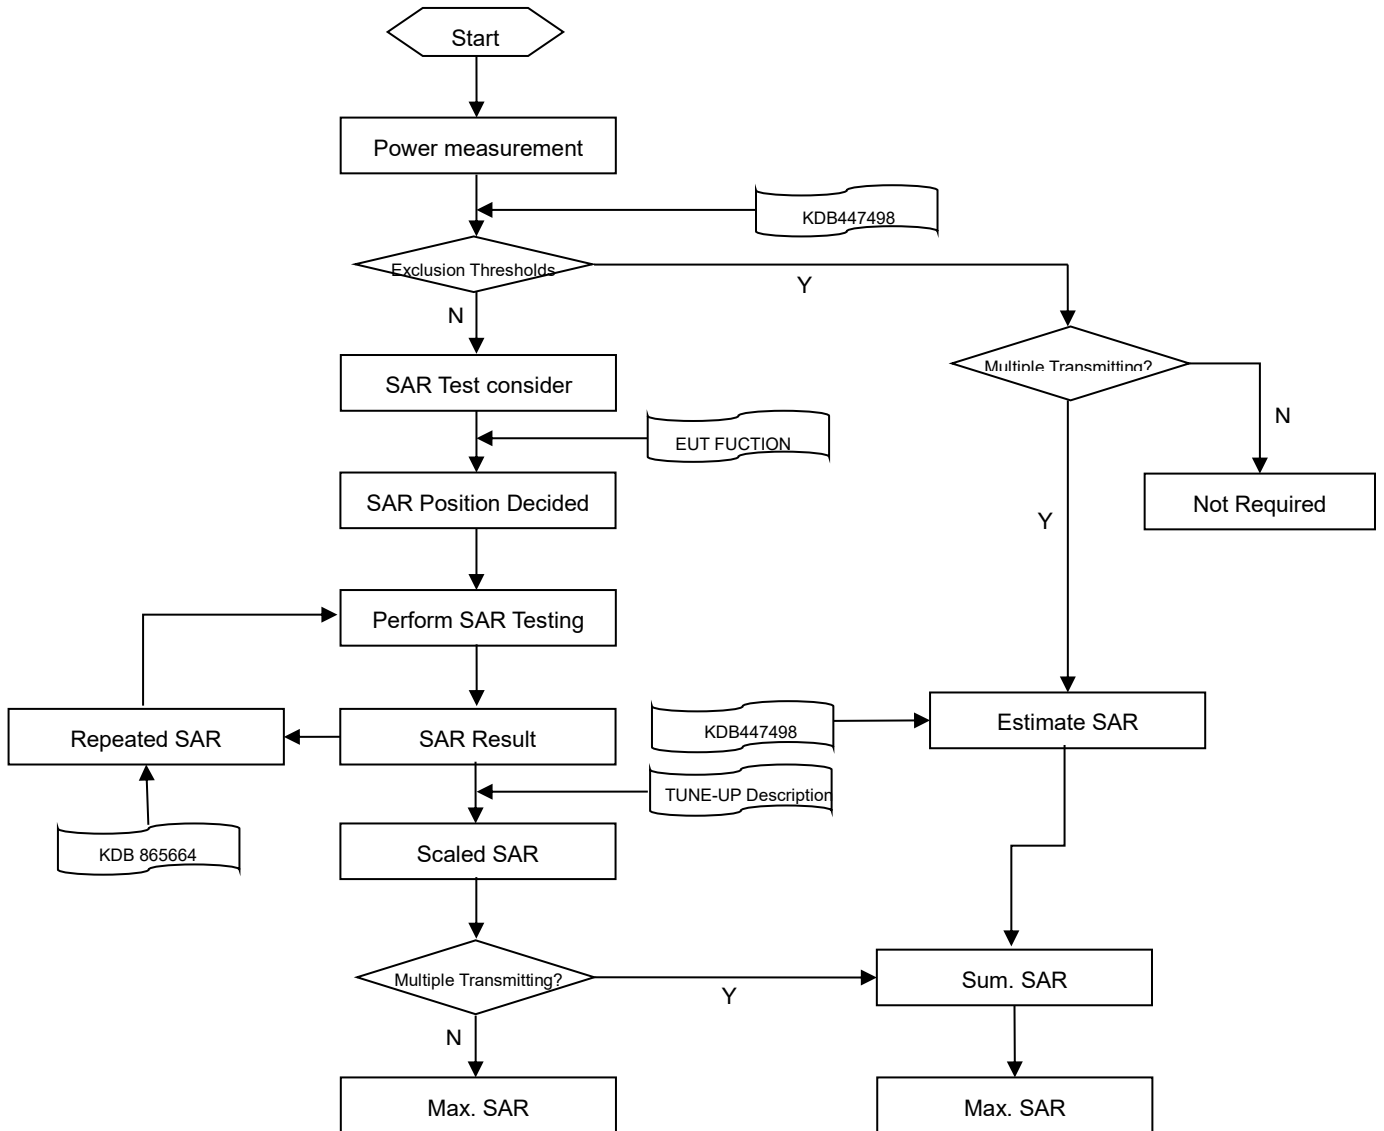 Start
Power measurement
KDB447498
Exclusion Thresholds
Y
N
Multiple Transmitting?
SAR Test consider
N
EUT FUCTION
SAR Position Decided
Not Required
Y
Perform SAR Testing
Repeated SAR
SAR Result
KDB447498
Estimate SAR
TUNE-UP Description
KDB 865664
Scaled SAR
Multiple Transmitting?
Y
Sum. SAR
N
Max. SAR
Max. SAR